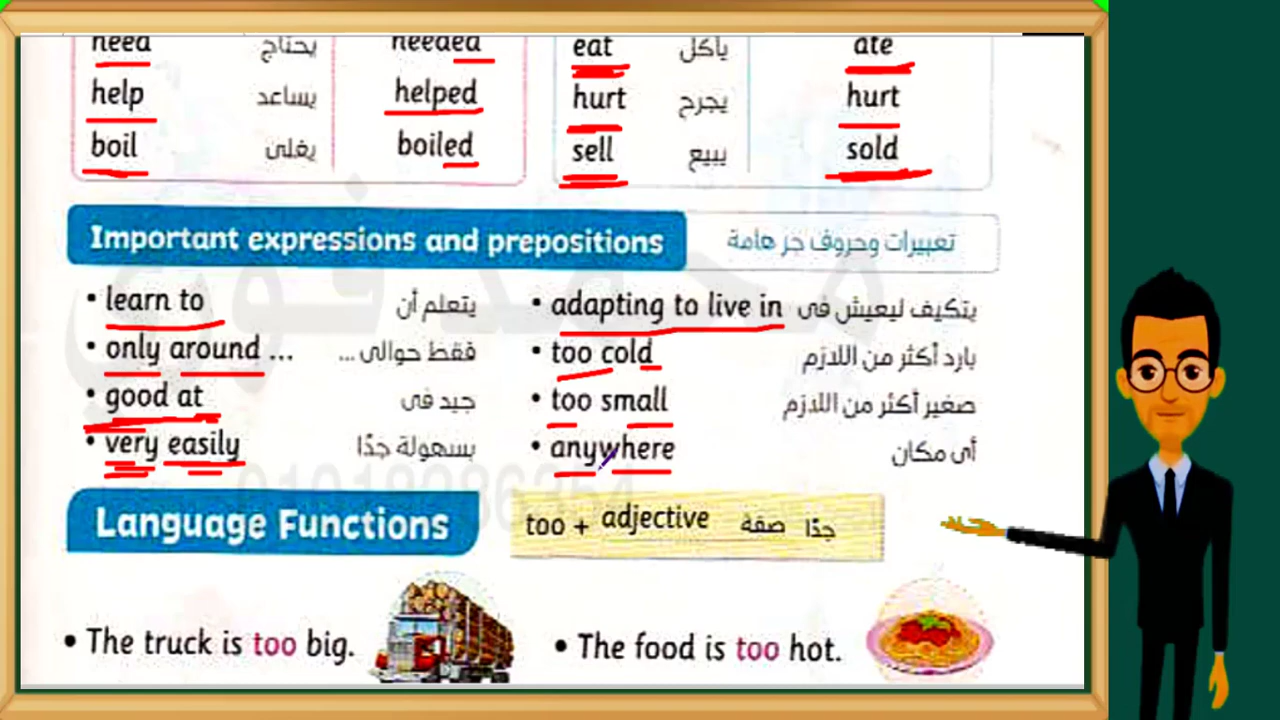 need يحتاج needed
help يساعد helped
boil يغلى boiled
eat يأكل ate
hurt يجرح hurt
sell يبيع sold
Important expressions and prepositions تعبيرات وحروف جر هامة
• learn to يتعلم أن
• only around ... فقط حوالى ...
• good at جيد فى
• very easily بسهولة جدًا
• adapting to live in يتكيف ليعيش فى
• too cold بارد أكثر من اللازم
• too small صغير أكثر من اللازم
• anywhere أى مكان
Language Functions
too + adjective صفة جدًا
• The truck is too big.
• The food is too hot.